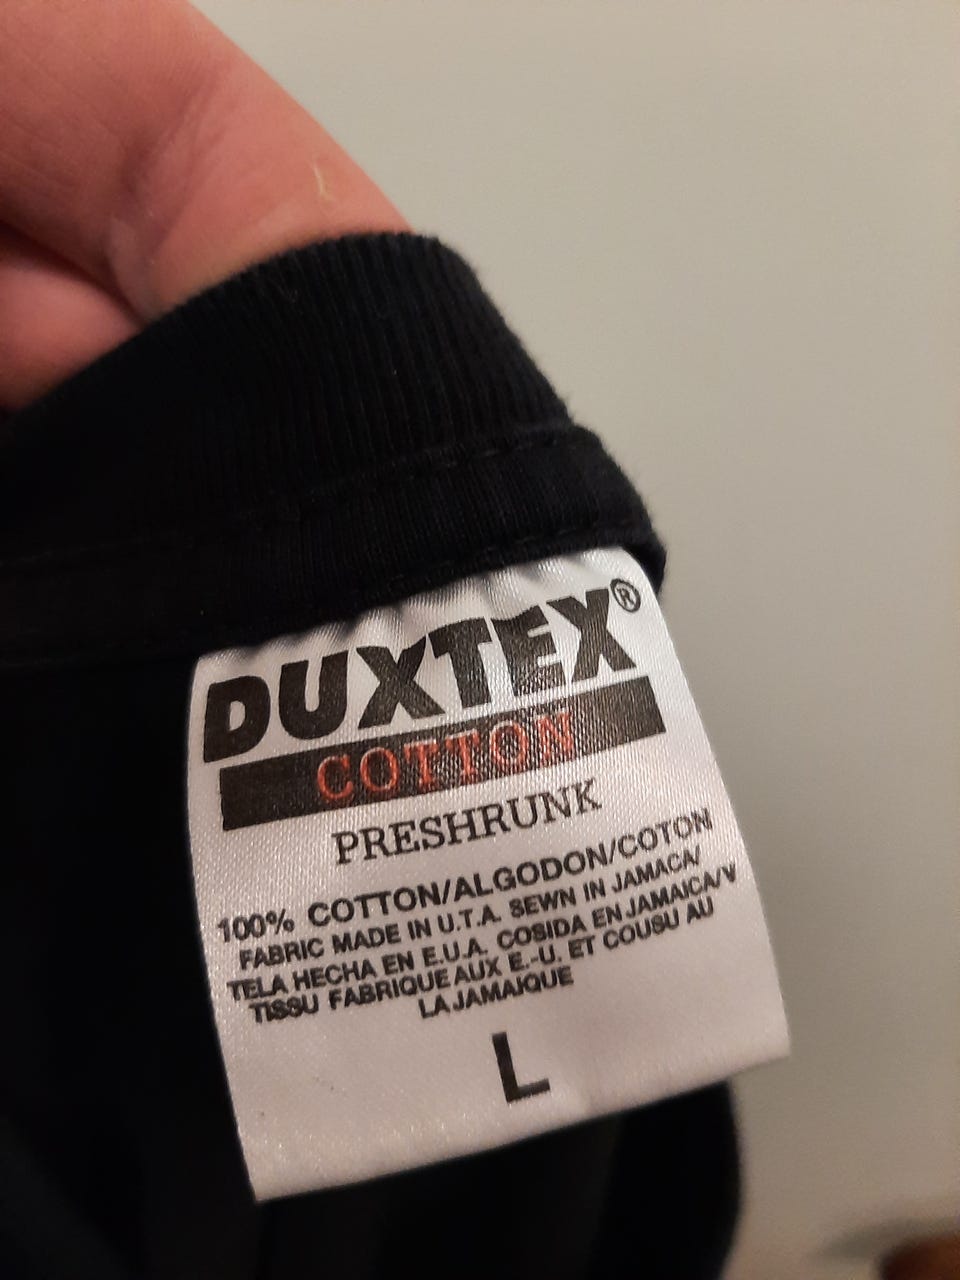 DUXTEX®
COTTON
PRESHRUNK
100% COTTON/ALGODON/COTON
FABRIC MADE IN U.T.A. SEWN IN JAMACA/
TELA HECHA EN E.U.A. COSIDA EN JAMAICA/V
TISSU FABRIQUE AUX E.-U. ET COUSU AU
LA JAMAIQUE
L